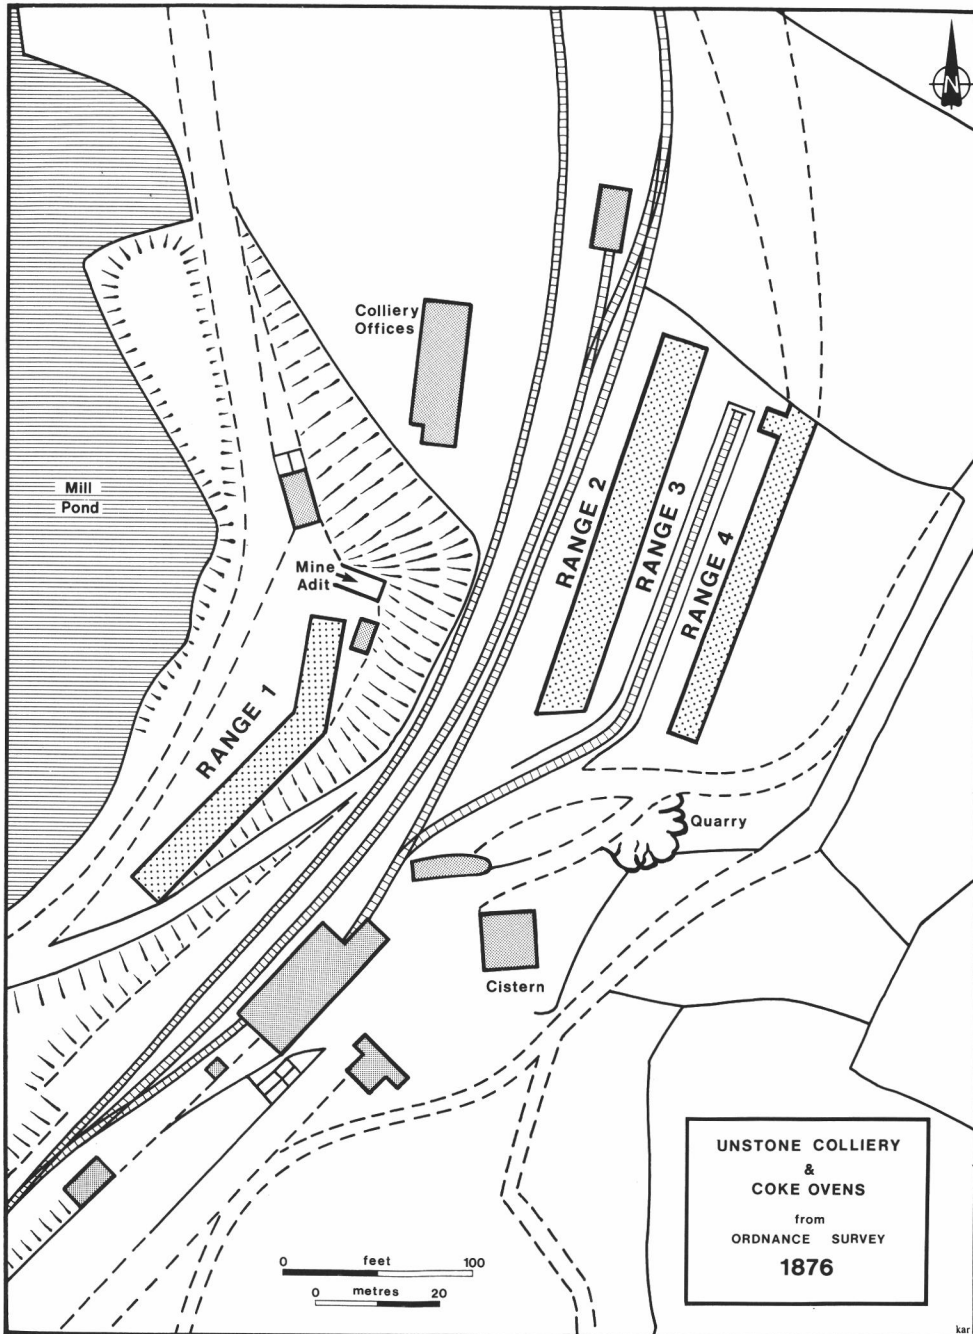 N
Colliery
Offices
Mill
Pond
Mine
Adit
RANGE 1
RANGE 2
RANGE 3
RANGE 4
Quarry
Cistern
UNSTONE COLLIERY
&
COKE OVENS
from
ORDNANCE SURVEY
1876
0 feet 100
0 metres 20
kar